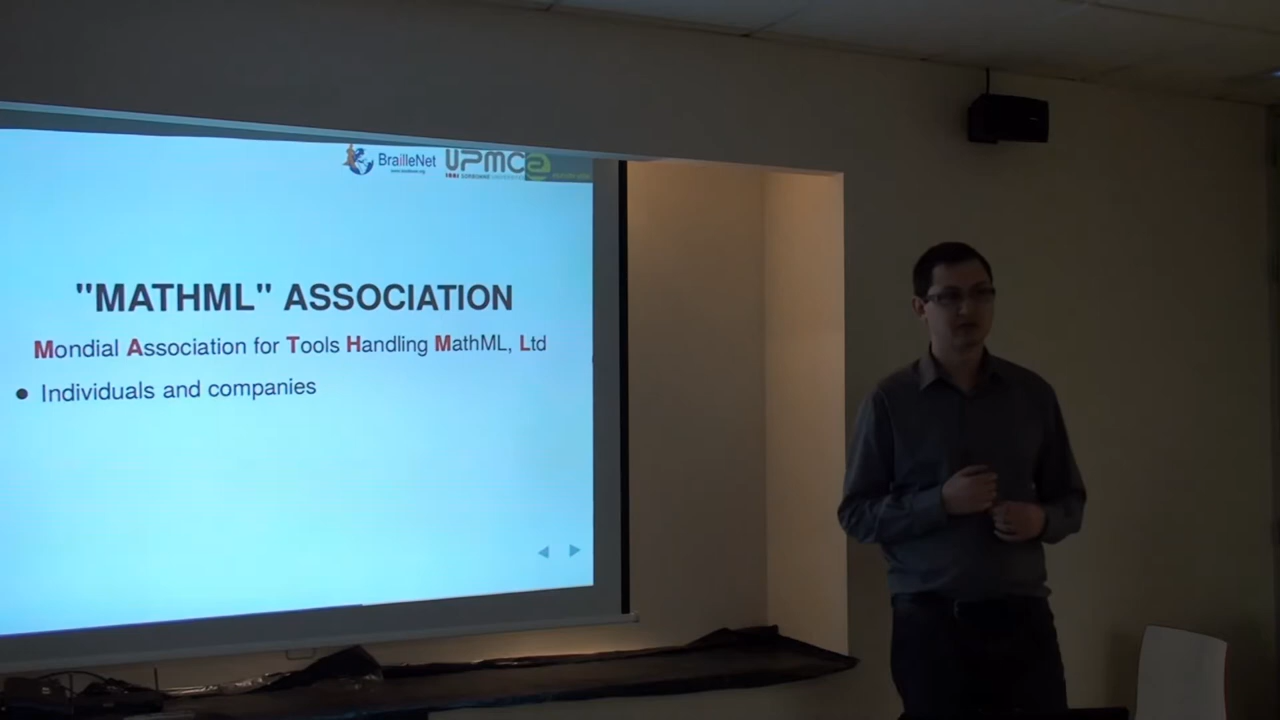 BrailleNet
UPMC
"MATHML" ASSOCIATION
Mondial Association for Tools Handling MathML, Ltd
● Individuals and companies